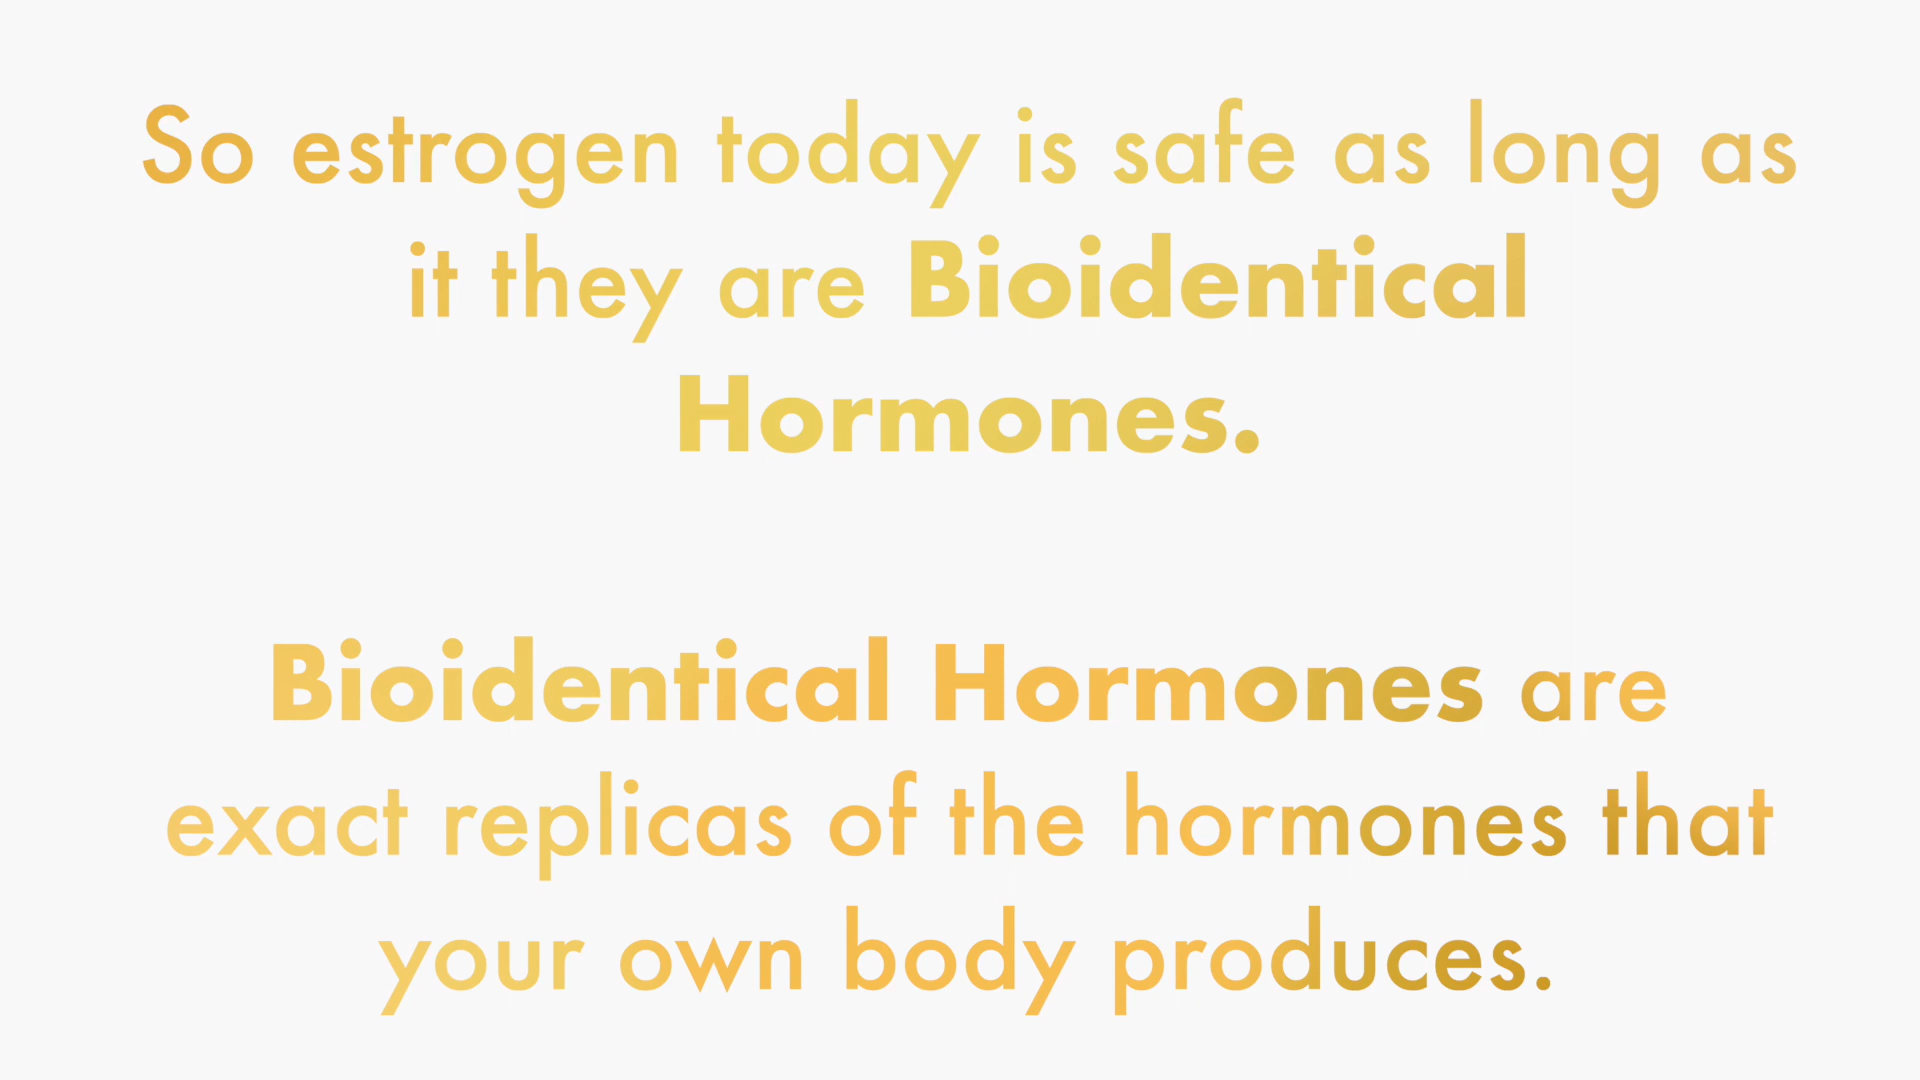 So estrogen today is safe as long as
it they are Bioidentical
Hormones.
Bioidentical Hormones are
exact replicas of the hormones that
your own body produces.